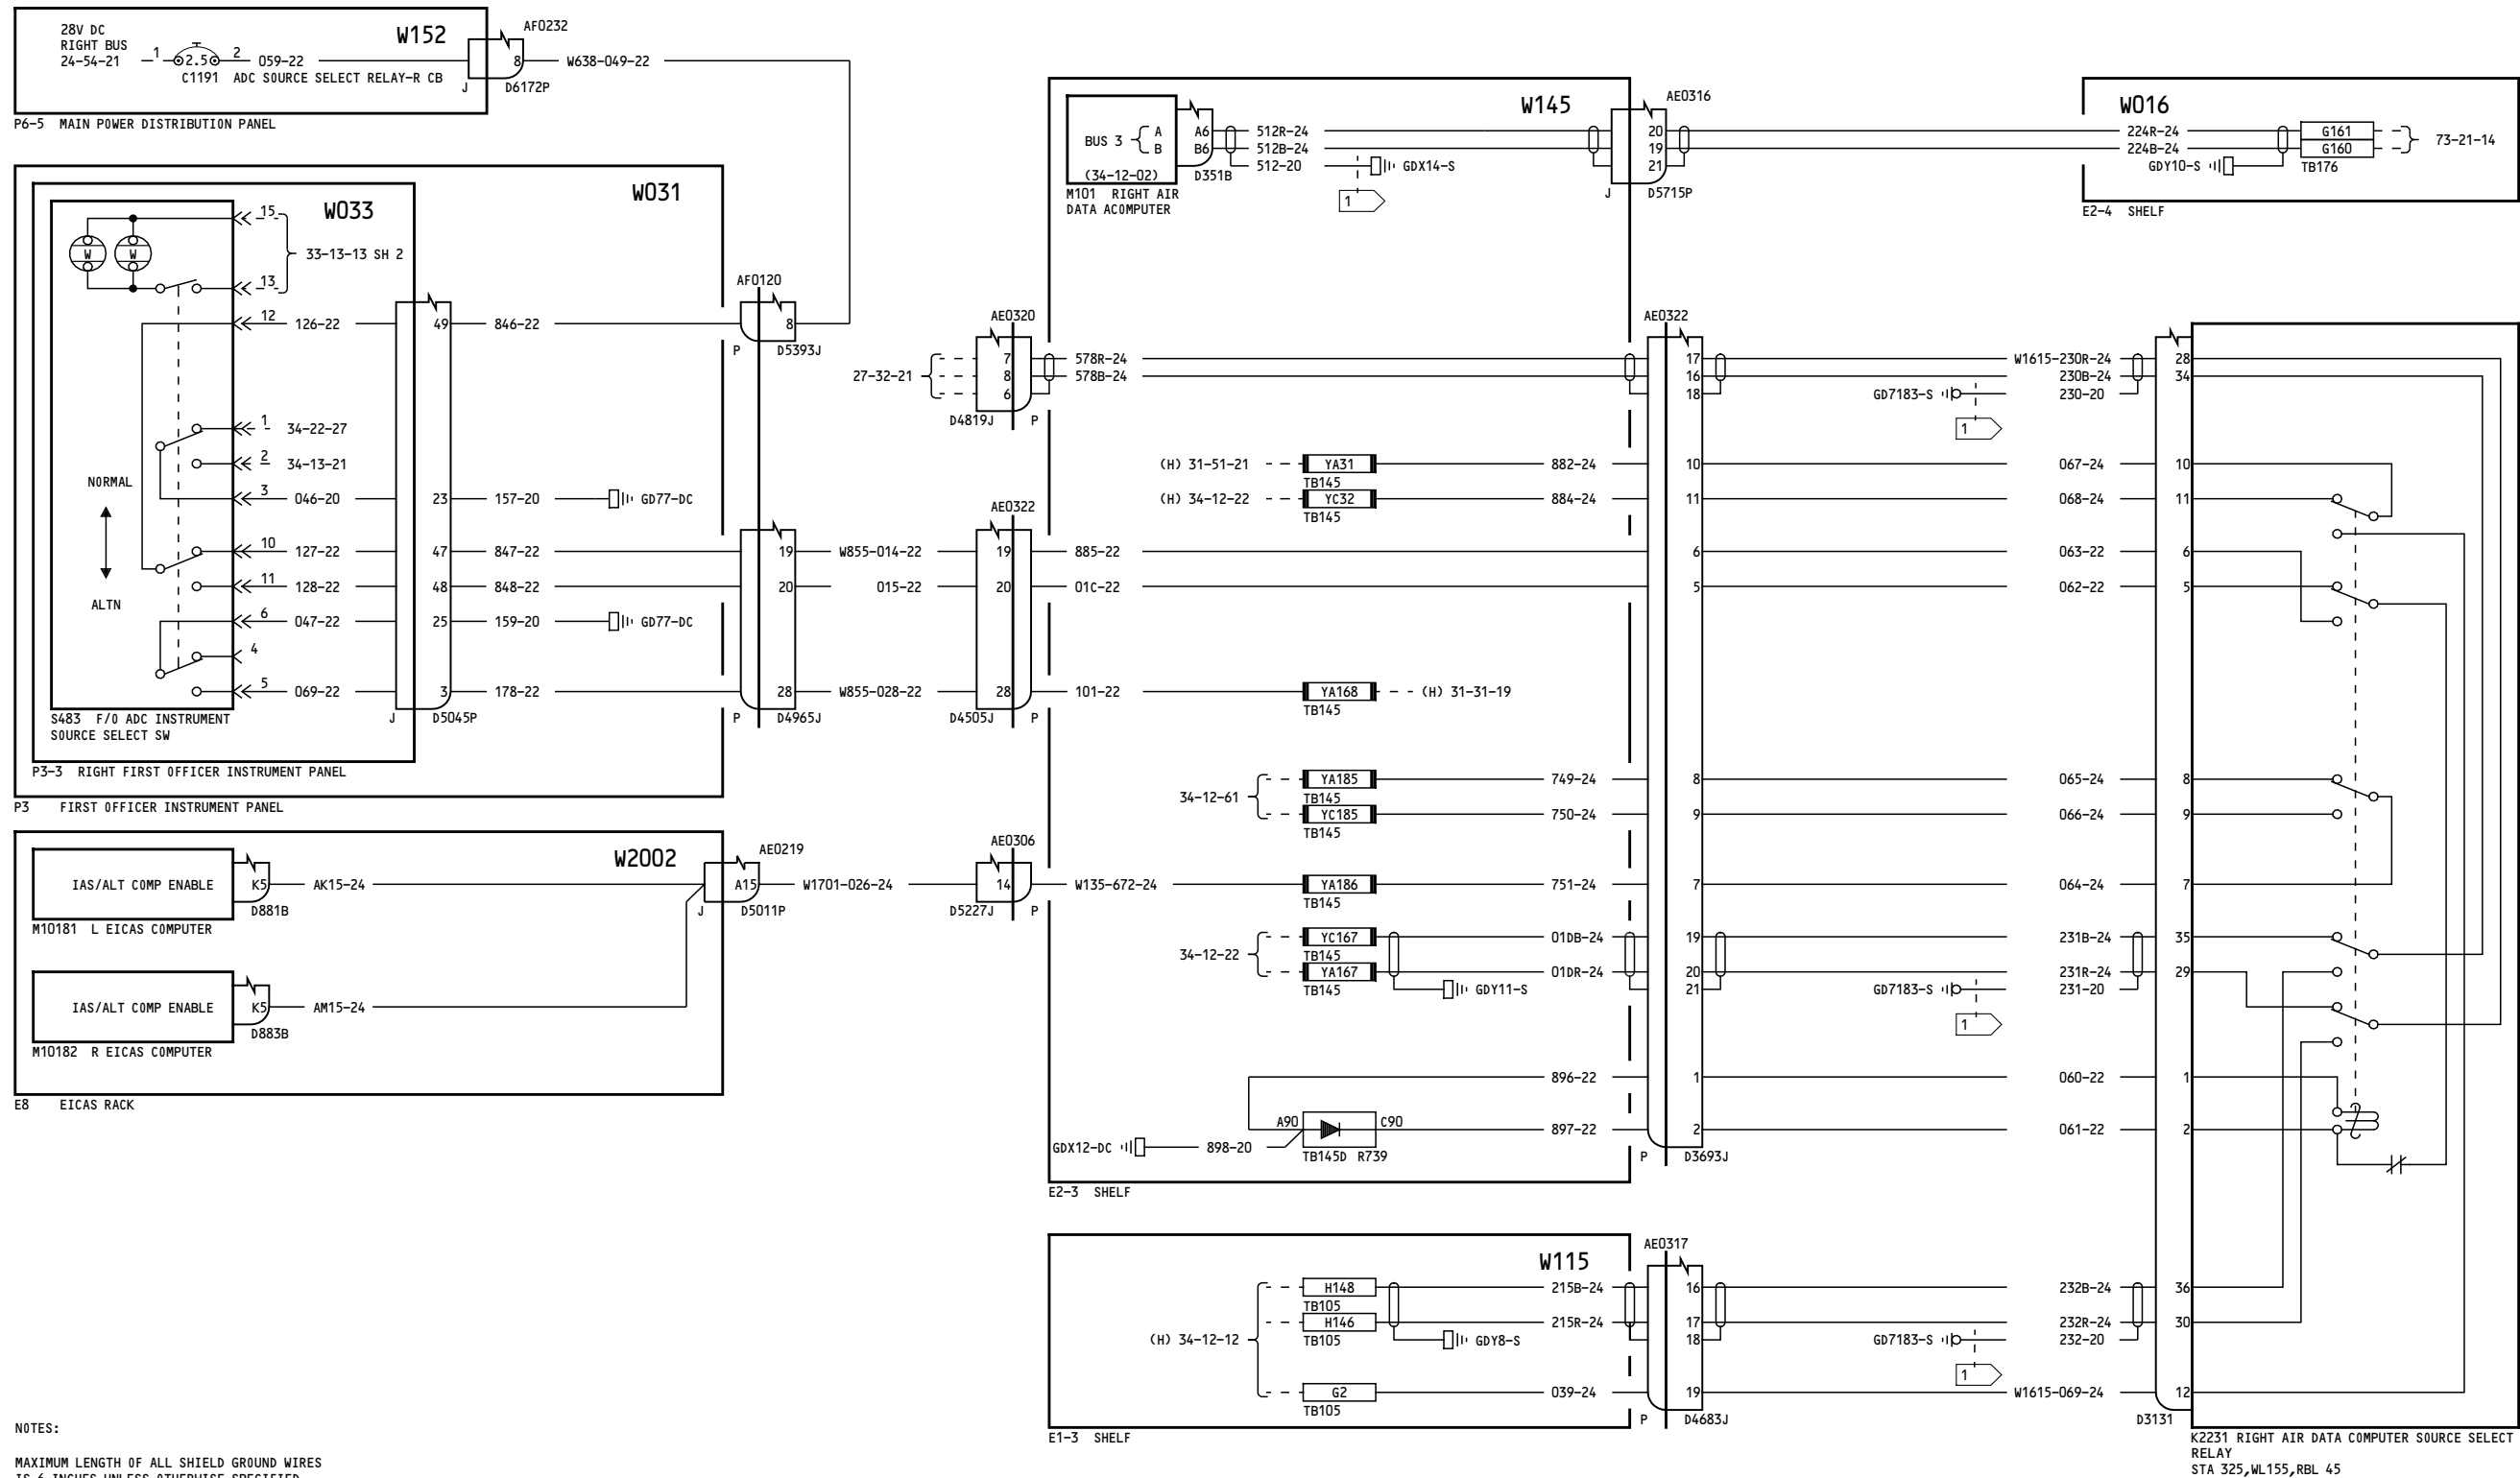 28V DC
RIGHT BUS
24-54-21
1
2.5
2
059-22
C1191 ADC SOURCE SELECT RELAY-R CB
W152
AF0232
8
J
D6172P
W638-049-22
P6-5 MAIN POWER DISTRIBUTION PANEL
W031
W033
15
33-13-13 SH 2
W W
13
12 126-22 49 846-22
AF0120
8
P D5393J
1 34-22-27
2 34-13-21
NORMAL
3 046-20 23 157-20 GD77-DC
10 127-22 47 847-22 19 W855-014-22 19 885-22
11 128-22 48 848-22 20 015-22 20 01C-22
ALTN
6 047-22 25 159-20 GD77-DC
4
5 069-22 3 178-22 28 W855-028-22 28 101-22 YA168 (H) 31-31-19
TB145
J D5045P
P D4965J
AE0322
D4505J P
S483 F/O ADC INSTRUMENT
SOURCE SELECT SW
P3-3 RIGHT FIRST OFFICER INSTRUMENT PANEL
P3 FIRST OFFICER INSTRUMENT PANEL
W2002
IAS/ALT COMP ENABLE K5 AK15-24
D881B
M10181 L EICAS COMPUTER
AE0219
A15
J D5011P
W1701-026-24
AE0306
14
D5227J P
W135-672-24
IAS/ALT COMP ENABLE K5 AM15-24
D883B
M10182 R EICAS COMPUTER
E8 EICAS RACK
W145
BUS 3 A B
(34-12-02)
A6 512R-24
B6 512B-24
512-20 GDX14-S
D351B
1
M101 RIGHT AIR
DATA ACOMPUTER
AE0316
20
19
21
J D5715P
W016
224R-24 G161
224B-24 G160
GDY10-S TB176
73-21-14
E2-4 SHELF
AE0320
27-32-21
7 578R-24
8 578B-24
6
D4819J P
AE0322
17 W1615-230R-24 28
16 230B-24 34
18 GD7183-S 230-20
1
(H) 31-51-21 YA31 882-24 10 067-24 10
TB145
(H) 34-12-22 YC32 884-24 11 068-24 11
TB145
6 063-22 6
5 062-22 5
34-12-61
YA185 749-24 8 065-24 8
TB145
YC185 750-24 9 066-24 9
TB145
YA186 751-24 7 064-24 7
TB145
34-12-22
YC167 01DB-24 19 231B-24 35
TB145
YA167 01DR-24 20 231R-24 29
TB145
GDY11-S 21 GD7183-S 231-20
1
896-22 1 060-22 1
A90 C90 897-22 2 061-22 2
GDX12-DC 898-20 TB145D R739
P D3693J
E2-3 SHELF
W115
AE0317
(H) 34-12-12
H148 215B-24 16 232B-24 36
TB105
H146 215R-24 17 232R-24 30
TB105
GDY8-S 18 GD7183-S 232-20
1
G2 039-24 19 W1615-069-24 12
TB105
P D4683J
D3131
E1-3 SHELF
K2231 RIGHT AIR DATA COMPUTER SOURCE SELECT
RELAY
STA 325,WL155,RBL 45
NOTES:
MAXIMUM LENGTH OF ALL SHIELD GROUND WIRES
IS 6 INCHES UNLESS OTHERWISE SPECIFIED